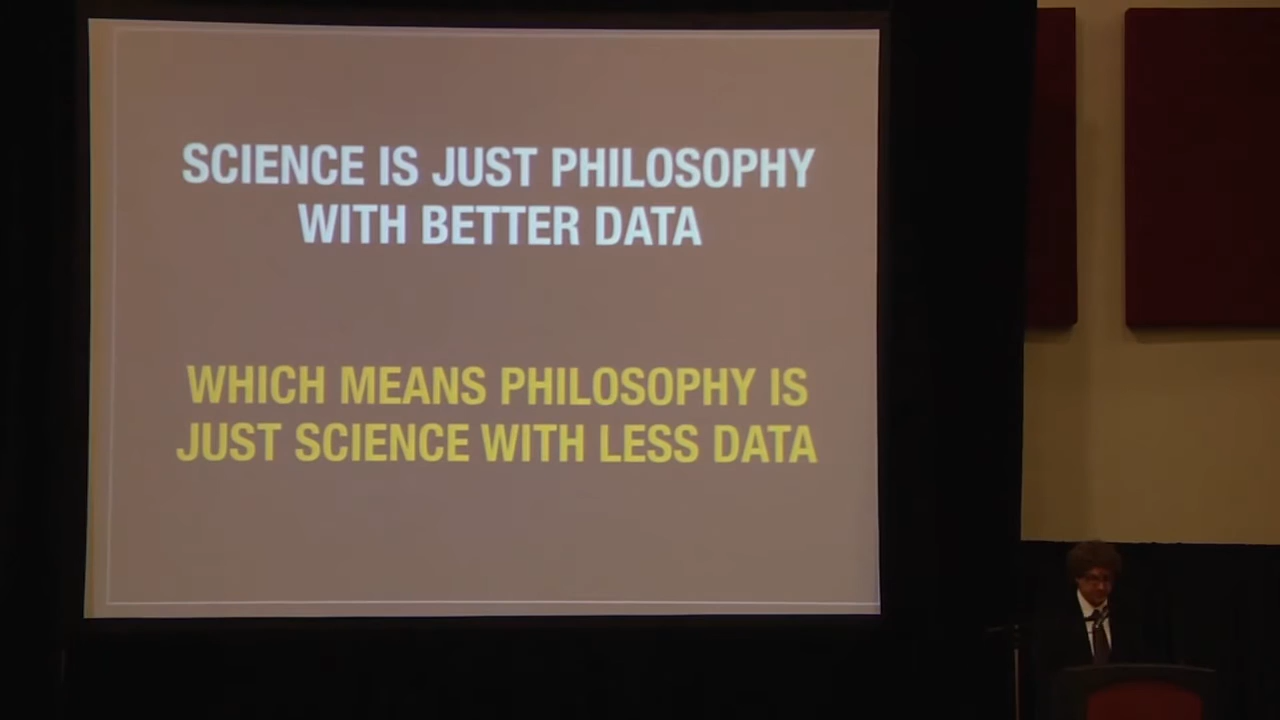 SCIENCE IS JUST PHILOSOPHY
WITH BETTER DATA
WHICH MEANS PHILOSOPHY IS
JUST SCIENCE WITH LESS DATA